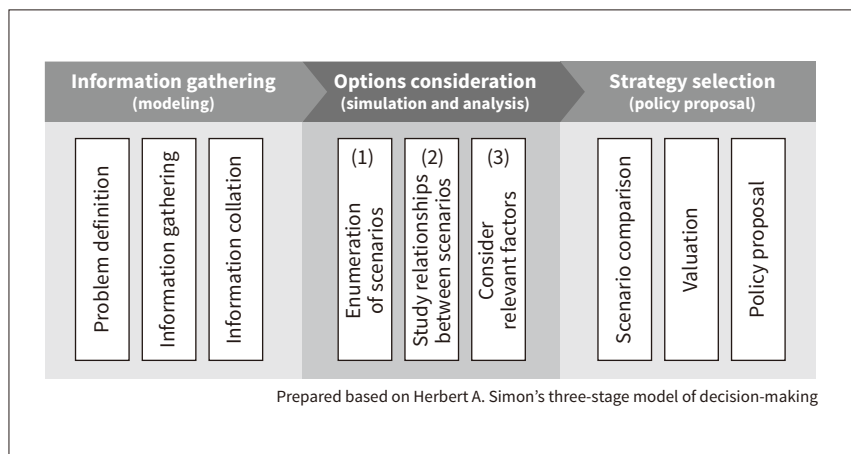 Information gathering
(modeling)
Options consideration
(simulation and analysis)
Strategy selection
(policy proposal)
Problem definition
Information gathering
Information collation
(1)
Enumeration
of scenarios
(2)
Study relationships
between scenarios
(3)
Consider
relevant factors
Scenario comparison
Valuation
Policy proposal
Prepared based on Herbert A. Simon’s three-stage model of decision-making